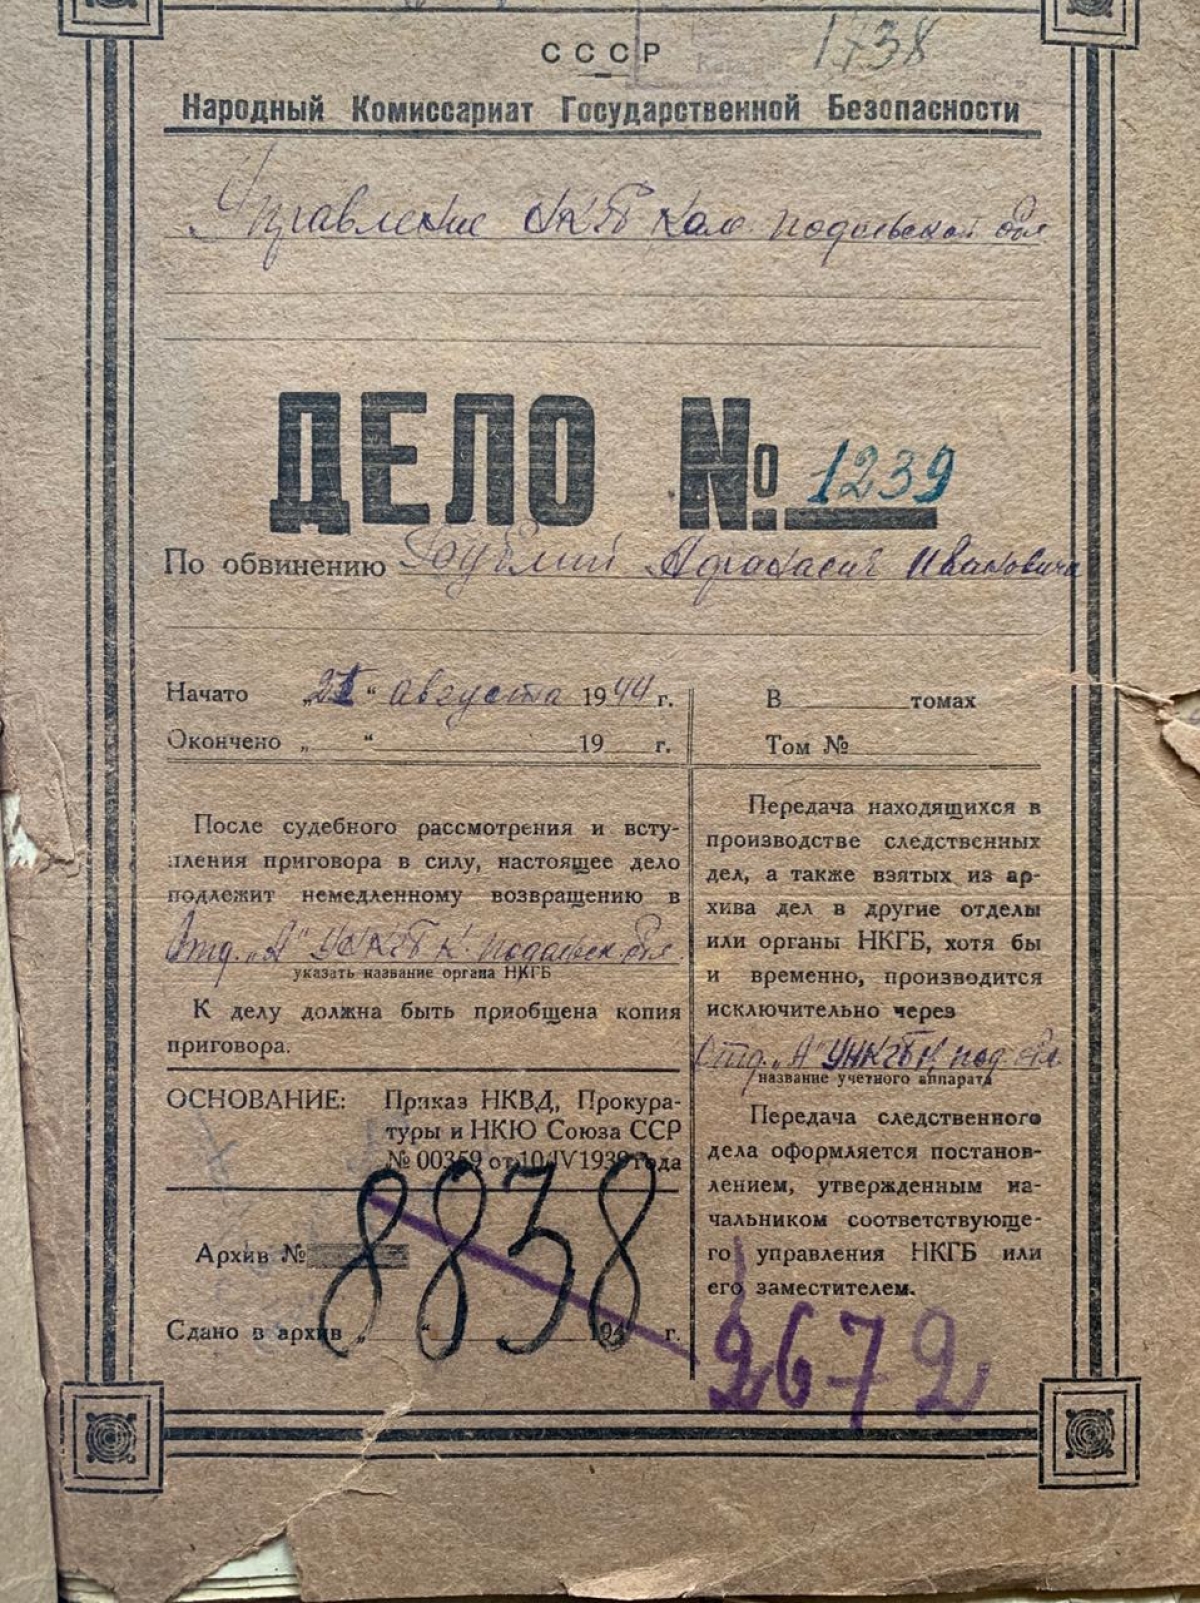 1738
СССР
Народный Комиссариат Государственной Безопасности
Управление НКГБ Кам. Подольской обл
ДЕЛО № 1239
По обвинению Афанасия Ивановича
Начато „21“ августа 1944 г.
Окончено „ “ 19 г.
В томах
Том №
После судебного рассмотрения и всту-
пления приговора в силу, настоящее дело
подлежит немедленному возвращению в
Отд. „А“ УНКГБ К. Подольск. обл.
указать название органа НКГБ
К делу должна быть приобщена копия
приговора.
ОСНОВАНИЕ: Приказ НКВД, Прокура-
туры и НКЮ Союза ССР
№ 00359 от 10/IV 1939 года
Архив № 8838
Сдано в архив „ “ 194 г.
Передача находящихся в
производстве следственных
дел, а также взятых из ар-
хива дел в другие отделы
или органы НКГБ, хотя бы
и временно, производится
исключительно через
Отд. „А“ УНКГБ К. Под. обл.
название учетного аппарата
Передача следственного
дела оформляется постанов-
лением, утвержденным на-
чальником соответствующе-
го управления НКГБ или
его заместителем.
2672